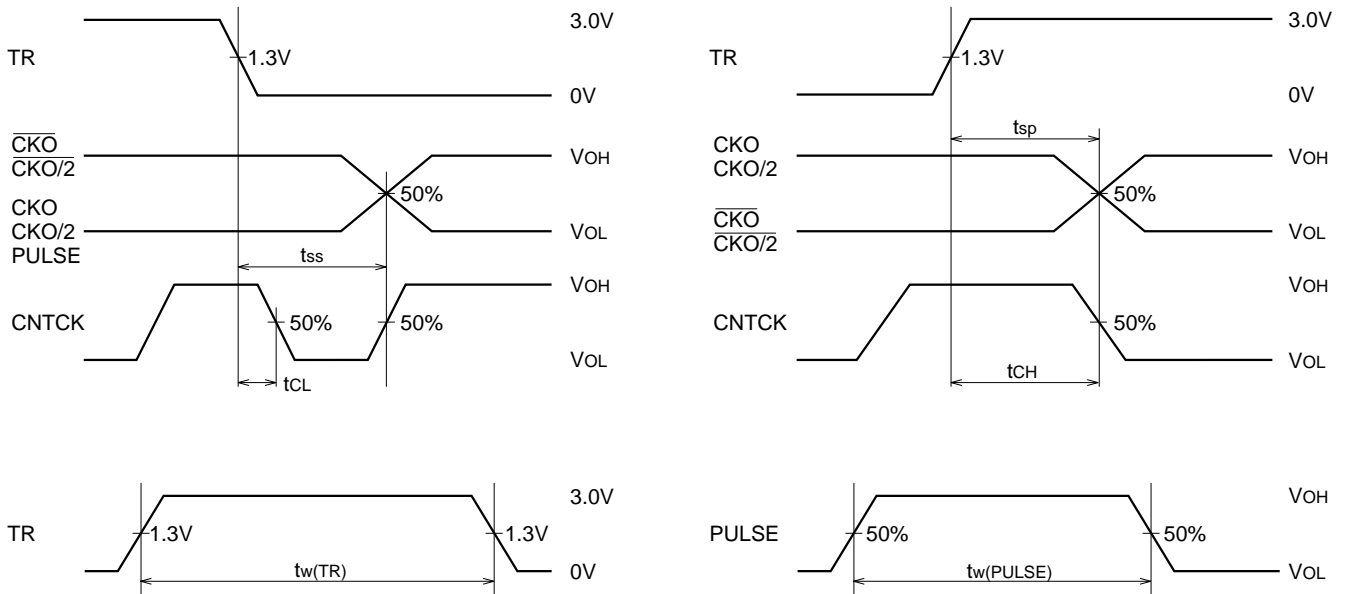 3.0V
TR
1.3V
0V
CKO
CKO/2
VOH
50%
CKO
CKO/2
PULSE
VOL
tss
VOH
CNTCK
50%
50%
VOL
tCL
3.0V
TR
1.3V
0V
tsp
CKO
CKO/2
VOH
50%
CKO
CKO/2
VOL
VOH
CNTCK
50%
VOL
tCH
3.0V
TR
1.3V
1.3V
tw(TR)
0V
VOH
PULSE
50%
50%
tw(PULSE)
VOL